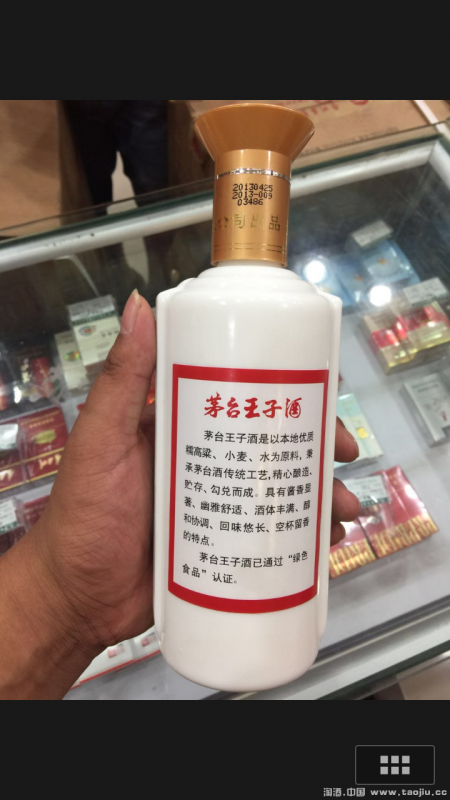 20130425
2013-009
03486
公司出品
茅台王子酒
茅台王子酒是以本地优质
糯高粱、小麦、水为原料，秉
承茅台酒传统工艺，精心酿造、
贮存、勾兑而成。具有酱香显
著、幽雅舒适、酒体丰满、醇
和协调、回味悠长、空杯留香
的特点。
茅台王子酒已通过“绿色
食品”认证。
淘酒.中国 www.taojiu.cc